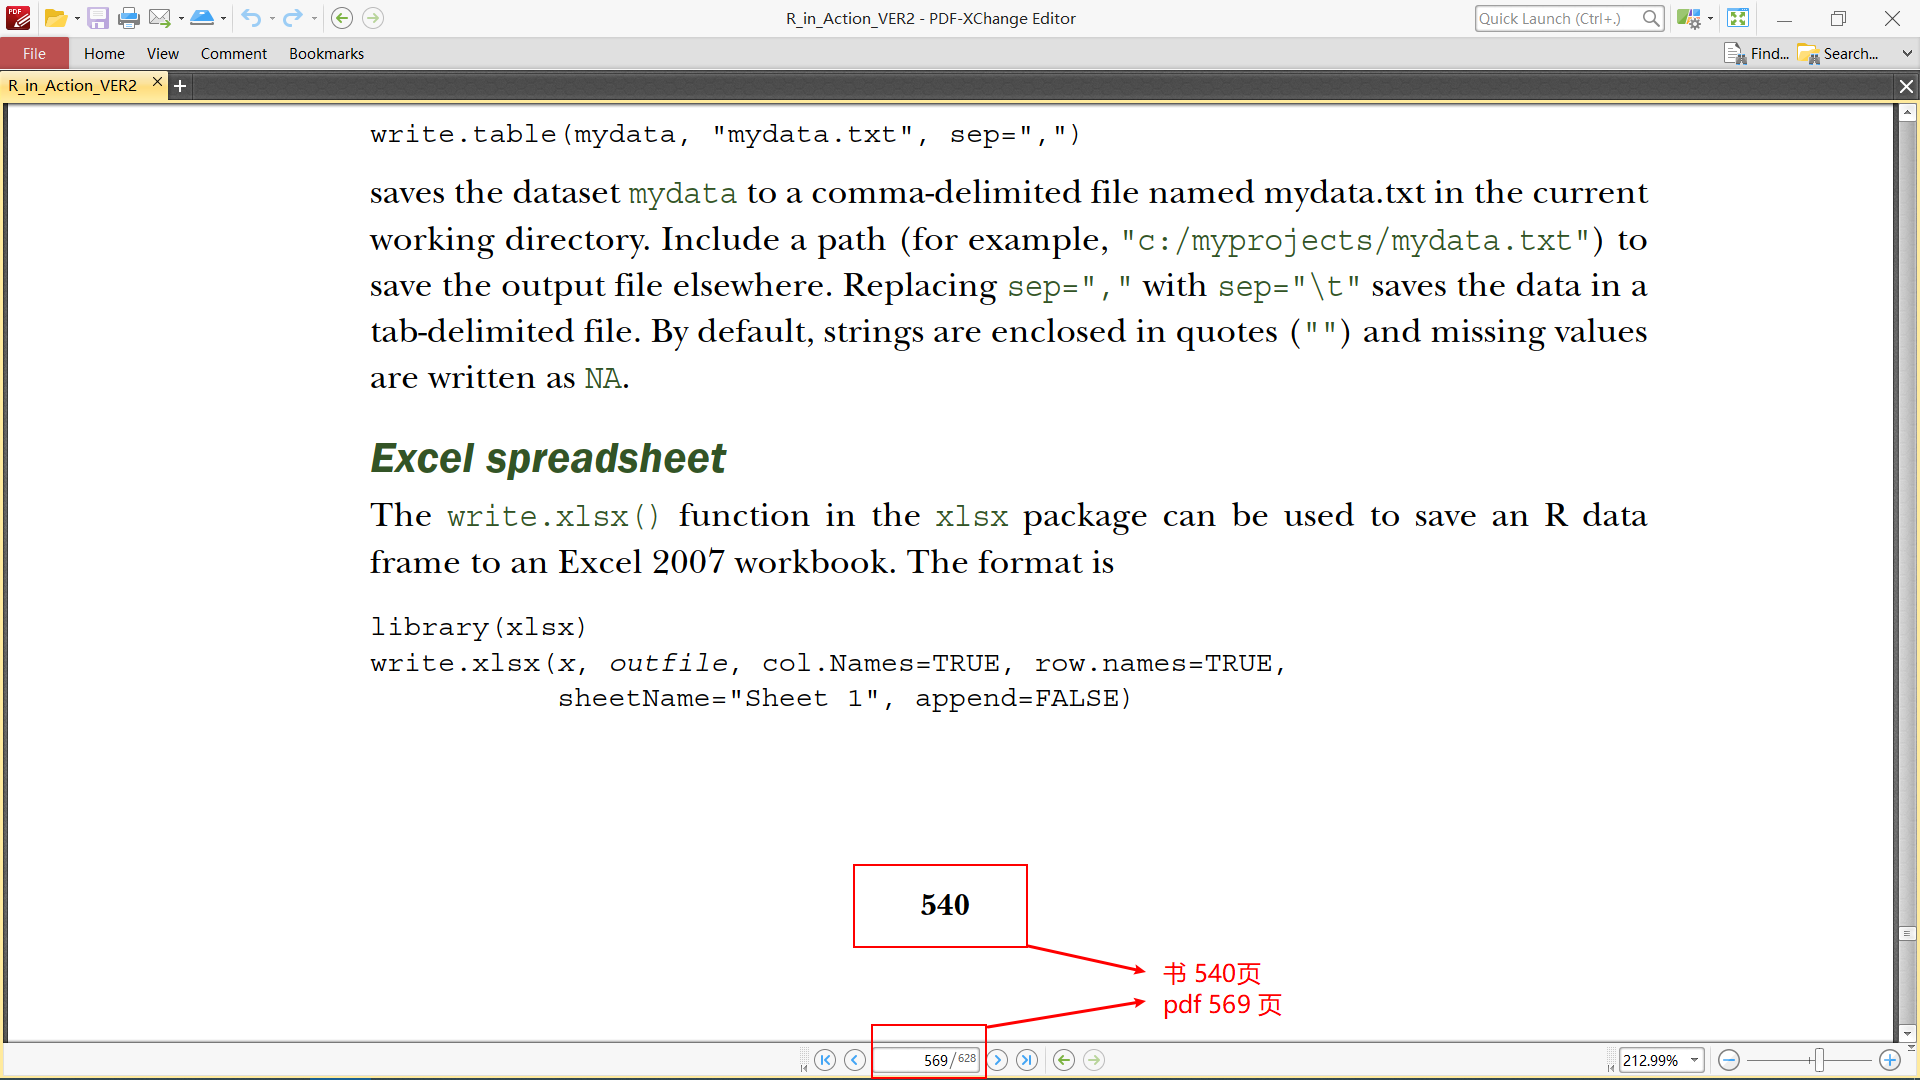 R_in_Action_VER2 - PDF-XChange Editor
Quick Launch (Ctrl+.)
File Home View Comment Bookmarks
Find... Search...
R_in_Action_VER2
write.table(mydata, "mydata.txt", sep=",")
saves the dataset mydata to a comma-delimited file named mydata.txt in the current
working directory. Include a path (for example, "c:/myprojects/mydata.txt") to
save the output file elsewhere. Replacing sep="," with sep="\t" saves the data in a
tab-delimited file. By default, strings are enclosed in quotes ("") and missing values
are written as NA.
Excel spreadsheet
The write.xlsx() function in the xlsx package can be used to save an R data
frame to an Excel 2007 workbook. The format is
library(xlsx)
write.xlsx(x, outfile, col.Names=TRUE, row.names=TRUE,
sheetName="Sheet 1", append=FALSE)
540
书 540页
pdf 569 页
569/628
212.99%